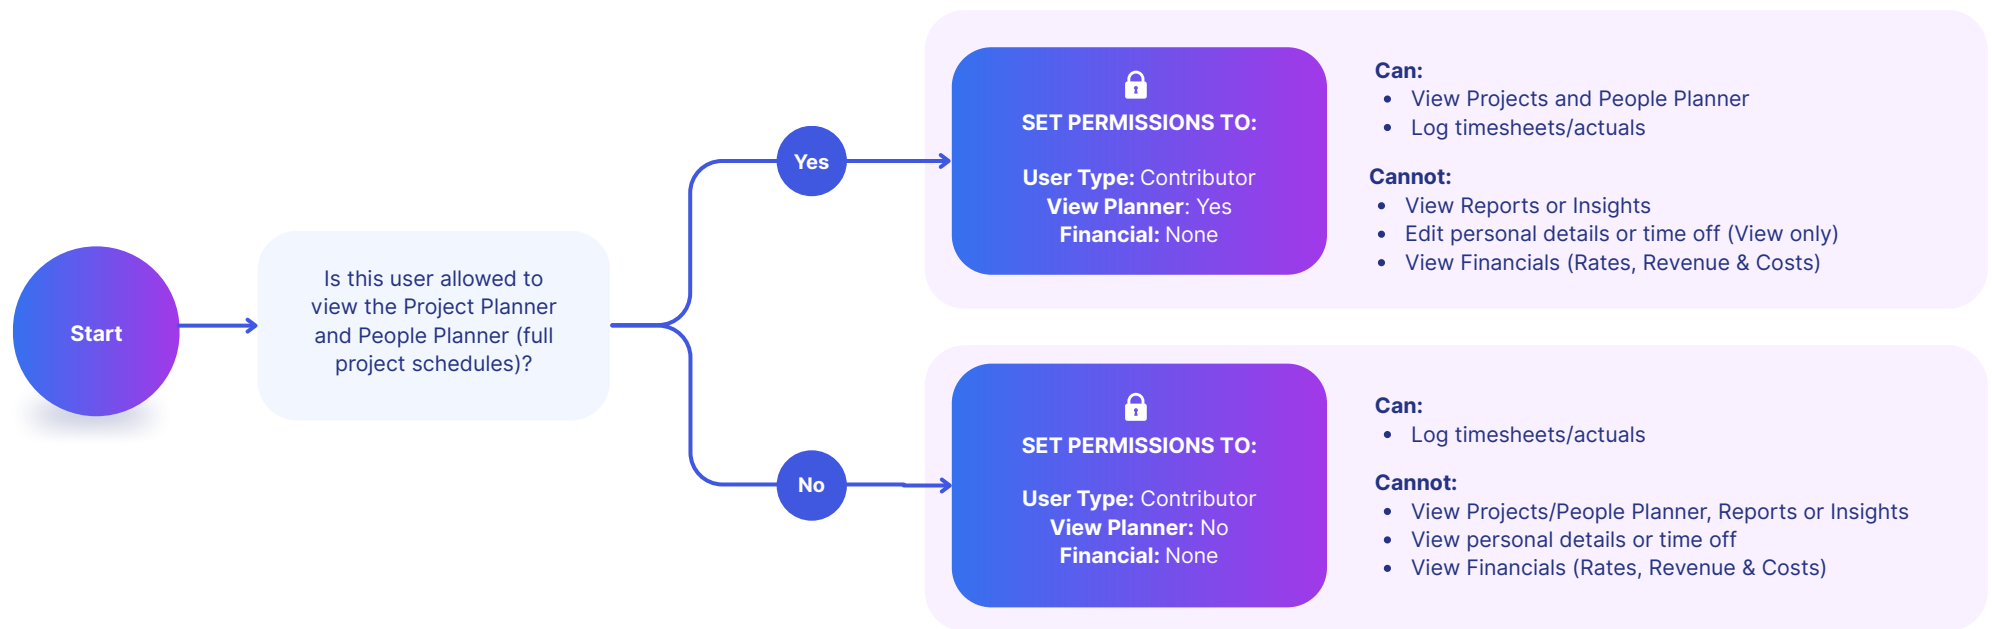 Start
Is this user allowed to
view the Project Planner
and People Planner (full
project schedules)?
Yes
SET PERMISSIONS TO:
User Type: Contributor
View Planner: Yes
Financial: None
Can:
• View Projects and People Planner
• Log timesheets/actuals
Cannot:
• View Reports or Insights
• Edit personal details or time off (View only)
• View Financials (Rates, Revenue & Costs)
No
SET PERMISSIONS TO:
User Type: Contributor
View Planner: No
Financial: None
Can:
• Log timesheets/actuals
Cannot:
• View Projects/People Planner, Reports or Insights
• View personal details or time off
• View Financials (Rates, Revenue & Costs)